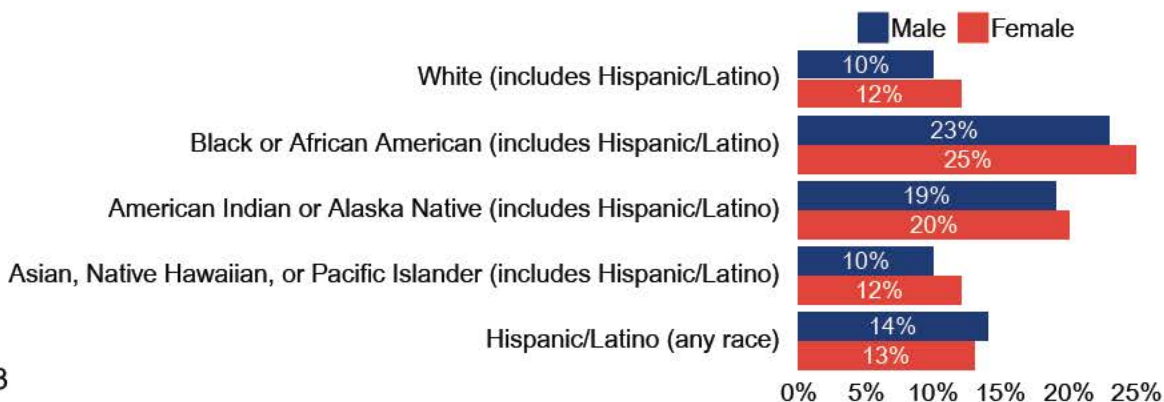 Male Female
White (includes Hispanic/Latino)
10%
12%
Black or African American (includes Hispanic/Latino)
23%
25%
American Indian or Alaska Native (includes Hispanic/Latino)
19%
20%
Asian, Native Hawaiian, or Pacific Islander (includes Hispanic/Latino)
10%
12%
Hispanic/Latino (any race)
14%
13%
0% 5% 10% 15% 20% 25%